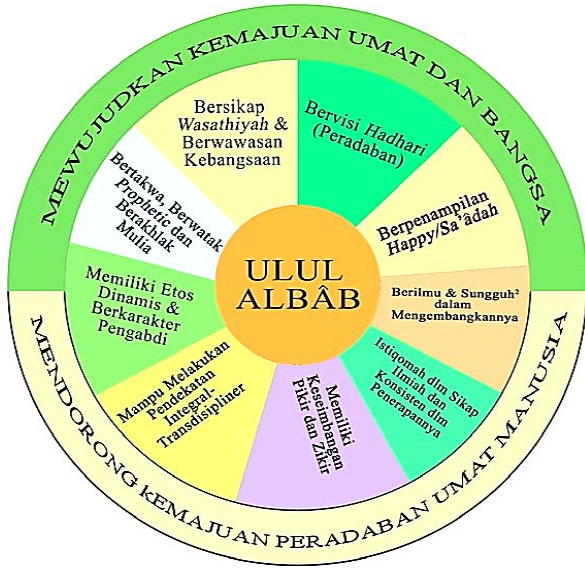 MEWUJUDKAN KEMAJUAN UMAT DAN BANGSA
Bersikap
Wasathiyah &
Berwawasan
Kebangsaan
Bervisi Hadhari
(Peradaban)
Berpenampilan
Happy/Sa'âdah
Berilmu & Sungguh²
dalam
Mengembangkannya
Istiqomah dlm Sikap
Ilmiah dan
Konsisten dlm
Penerapannya
Memiliki
Keseimbangan
Pikir dan Zikir
Mampu Melakukan
Pendekatan
Integral-
Transdisipliner
Memiliki Etos
Dinamis &
Berkarakter
Pengabdi
Bertakwa, Berwatak
Prophetic dan
Berakhlak
Mulia
ULUL
ALBÂB
MENDORONG KEMAJUAN PERADABAN UMAT MANUSIA